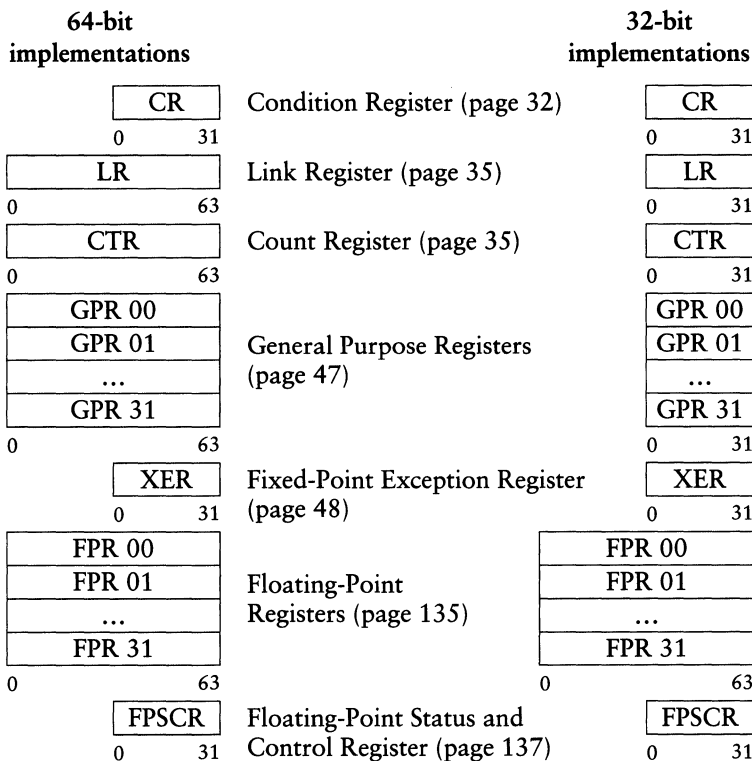 64-bit implementations
32-bit implementations
CR
0 31
Condition Register (page 32)
CR
0 31
LR
0 63
Link Register (page 35)
LR
0 31
CTR
0 63
Count Register (page 35)
CTR
0 31
GPR 00
GPR 01
...
GPR 31
0 63
General Purpose Registers
(page 47)
GPR 00
GPR 01
...
GPR 31
0 31
XER
0 31
Fixed-Point Exception Register
(page 48)
XER
0 31
FPR 00
FPR 01
...
FPR 31
0 63
Floating-Point
Registers (page 135)
FPR 00
FPR 01
...
FPR 31
0 63
FPSCR
0 31
Floating-Point Status and
Control Register (page 137)
FPSCR
0 31